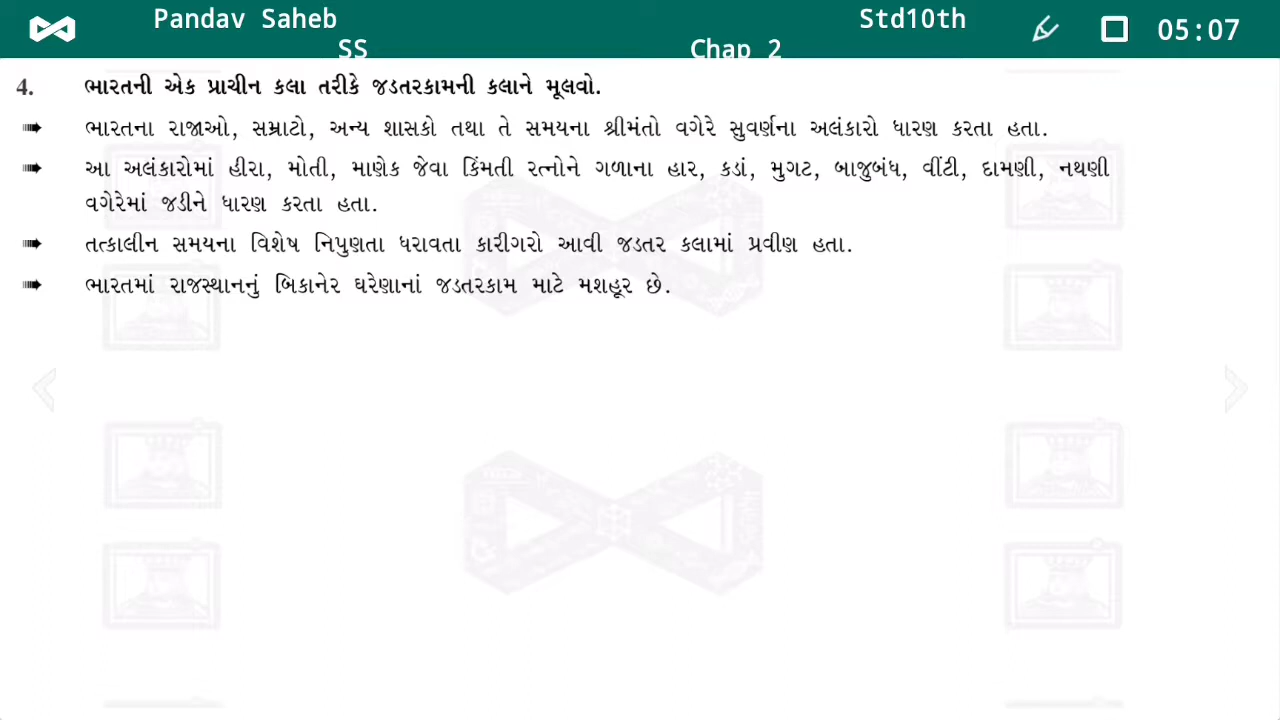 Pandav Saheb
Std10th
05:07
SS
Chap 2
4. ભારતની એક પ્રાચીન કલા તરીકે જડતરકામની કલાને મૂલવો.
ભારતના રાજાઓ, સમ્રાટો, અન્ય શાસકો તથા તે સમયના શ્રીમંતો વગેરે સુવર્ણના અલંકારો ધારણ કરતા હતા.
આ અલંકારોમાં હીરા, મોતી, માણેક જેવા કિંમતી રત્નોને ગળાના હાર, કડાં, મુગટ, બાજુબંધ, વીંટી, દામણી, નથણી
વગેરેમાં જડીને ધારણ કરતા હતા.
તત્કાલીન સમયના વિશેષ નિપુણતા ધરાવતા કારીગરો આવી જડતર કલામાં પ્રવીણ હતા.
ભારતમાં રાજસ્થાનનું બિકાનેર ઘરેણાનાં જડતરકામ માટે મશહૂર છે.